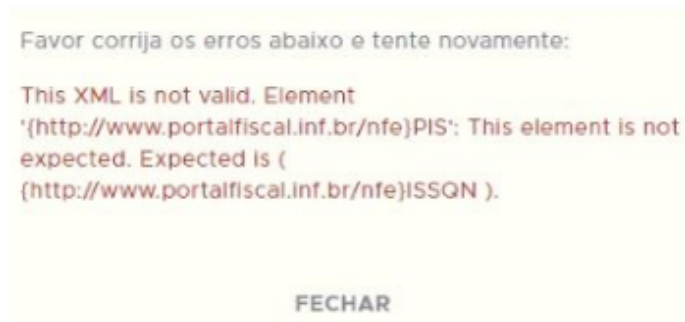 Favor corrija os erros abaixo e tente novamente:
This XML is not valid. Element
'{http://www.portalfiscal.inf.br/nfe}PIS': This element is not
expected. Expected is (
{http://www.portalfiscal.inf.br/nfe}ISSQN ).
FECHAR